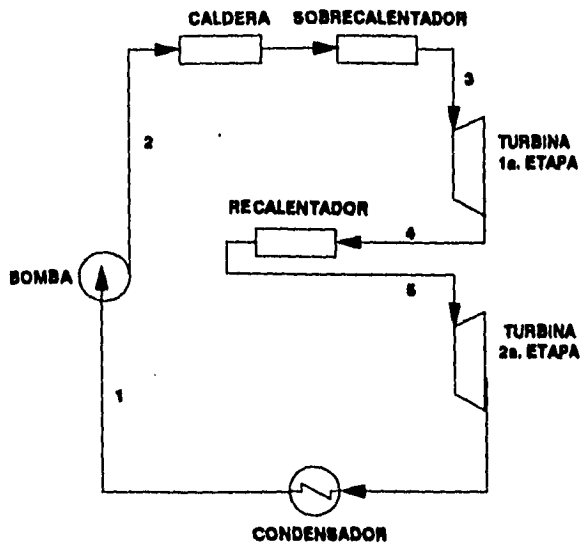 CALDERA
SOBRECALENTADOR
3
2
TURBINA
1a. ETAPA
RECALENTADOR
4
BOMBA
5
TURBINA
2a. ETAPA
1
CONDENSADOR